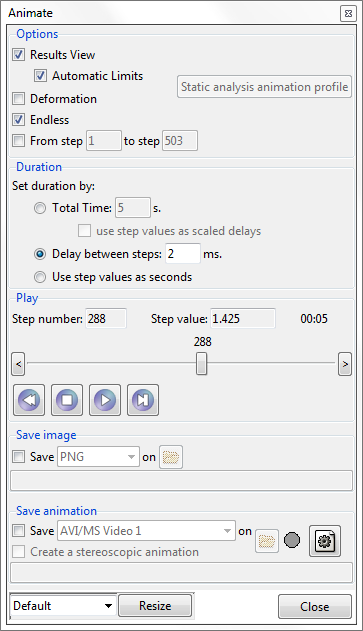 Animate
Options
Results View
Automatic Limits
Static analysis animation profile
Deformation
Endless
From step 1 to step 503
Duration
Set duration by:
Total Time: 5 s.
use step values as scaled delays
Delay between steps: 2 ms.
Use step values as seconds
Play
Step number: 288 Step value: 1.425 00:05
288
< >
Save image
Save PNG on
Save animation
Save AVI/MS Video 1 on
Create a stereoscopic animation
Default Resize Close